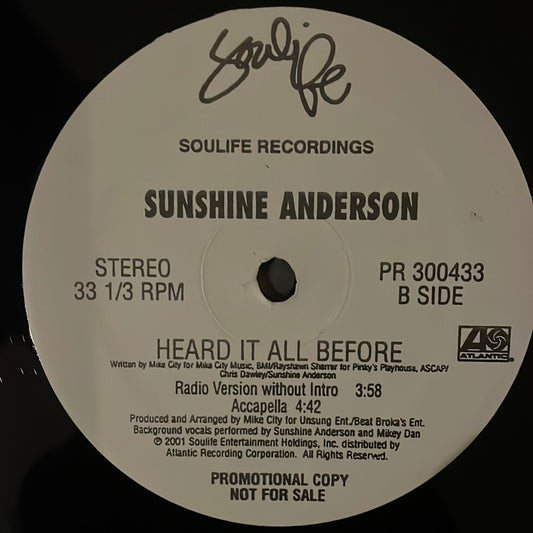 Soulife
SOULIFE RECORDINGS
SUNSHINE ANDERSON
STEREO
33 1/3 RPM
PR 300433
B SIDE
HEARD IT ALL BEFORE
ATLANTIC
Written by Mike City for Mike City Music, BMI/Rayshawn Sherrer for Pinky's Playhouse, ASCAP/
Chris Dawley/Sunshine Anderson
Radio Version without Intro 3:58
Accapella 4:42
Produced and Arranged by Mike City for Unsung Ent./Beat Broka's Ent.
Background vocals performed by Sunshine Anderson and Mikey Dan
℗ 2001 Soulife Entertainment Holdings, Inc. distributed by
Atlantic Recording Corporation. All Rights Reserved.
PROMOTIONAL COPY
NOT FOR SALE